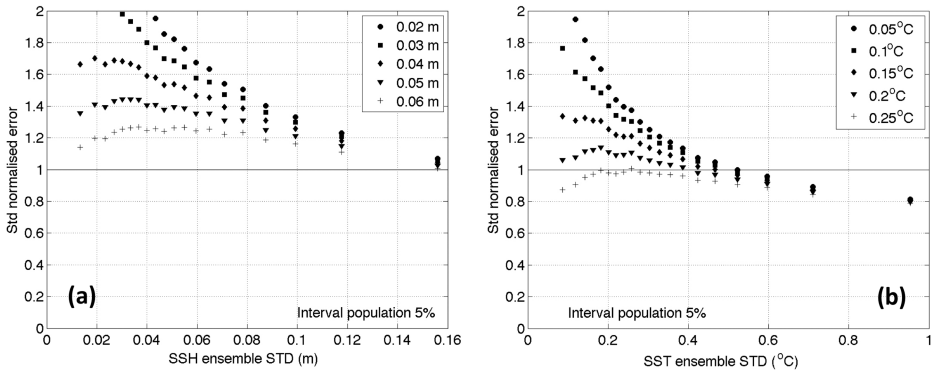 2
1.8
1.6
1.4
1.2
1
0.8
0.6
0.4
0.2
0
Std normalised error
0 0.02 0.04 0.06 0.08 0.1 0.12 0.14 0.16
SSH ensemble STD (m)
0.02 m
0.03 m
0.04 m
0.05 m
0.06 m
(a)
Interval population 5%
2
1.8
1.6
1.4
1.2
1
0.8
0.6
0.4
0.2
0
Std normalised error
0 0.2 0.4 0.6 0.8 1
SST ensemble STD (°C)
0.05°C
0.1°C
0.15°C
0.2°C
0.25°C
(b)
Interval population 5%